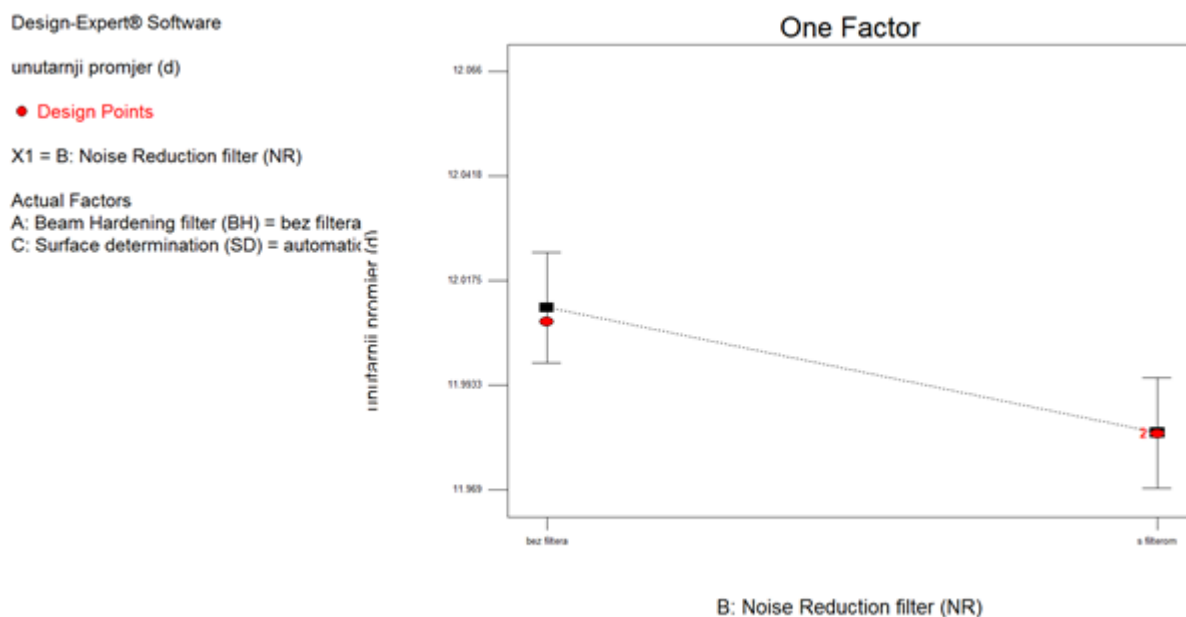 Design-Expert® Software
unutarnji promjer (d)
Design Points
X1 = B: Noise Reduction filter (NR)
Actual Factors
A: Beam Hardening filter (BH) = bez filtera
C: Surface determination (SD) = automatic
One Factor
unutarnji promjer (d)
12.066
12.0418
12.0175
11.9933
11.969
2
bez filtera
s filterom
B: Noise Reduction filter (NR)